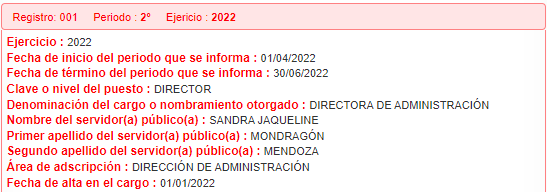 Registro: 001 Periodo : 2° Ejericio : 2022
Ejercicio : 2022
Fecha de inicio del periodo que se informa : 01/04/2022
Fecha de término del periodo que se informa : 30/06/2022
Clave o nivel del puesto : DIRECTOR
Denominación del cargo o nombramiento otorgado : DIRECTORA DE ADMINISTRACIÓN
Nombre del servidor(a) público(a) : SANDRA JAQUELINE
Primer apellido del servidor(a) público(a) : MONDRAGÓN
Segundo apellido del servidor(a) público(a) : MENDOZA
Área de adscripción : DIRECCIÓN DE ADMINISTRACIÓN
Fecha de alta en el cargo : 01/01/2022